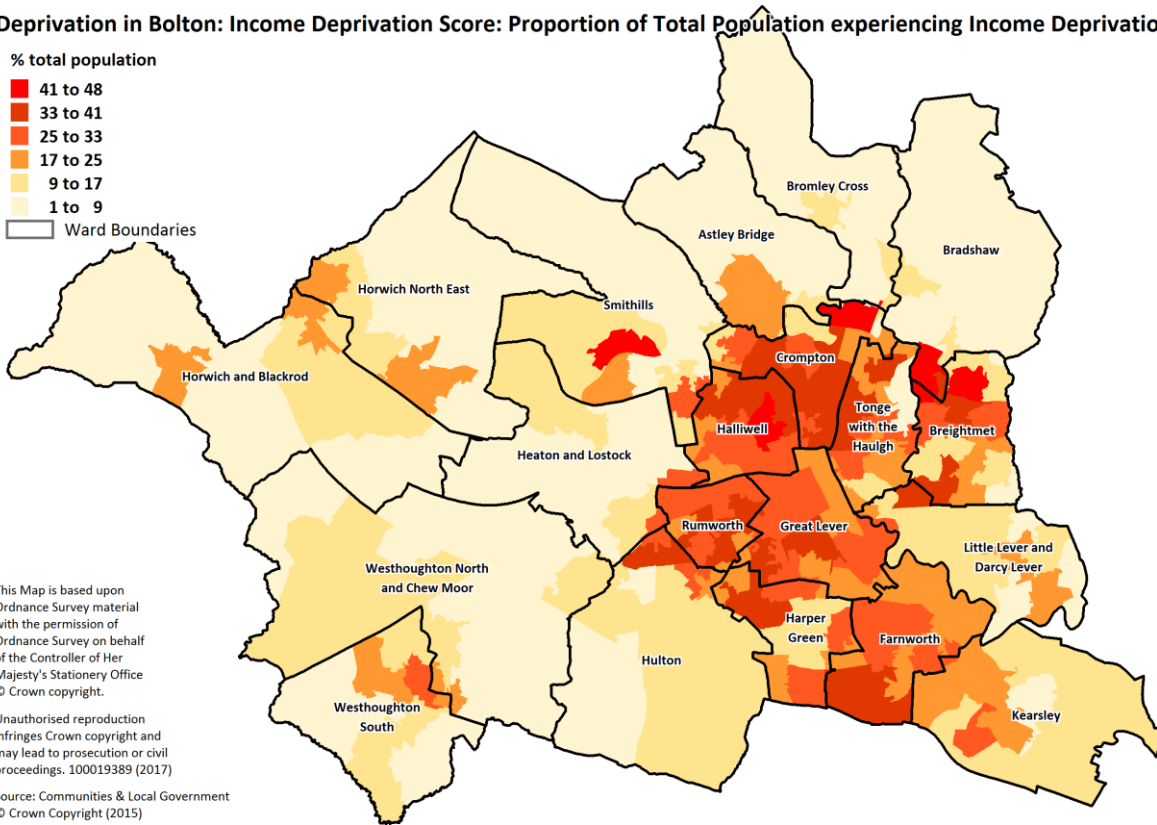 Deprivation in Bolton: Income Deprivation Score: Proportion of Total Population experiencing Income Deprivatio
% total population
41 to 48
33 to 41
25 to 33
17 to 25
9 to 17
1 to 9
Ward Boundaries
Bromley Cross
Astley Bridge
Bradshaw
Horwich North East
Smithills
Crompton
Horwich and Blackrod
Tonge
with the
Haulgh
Halliwell
Breightmet
Heaton and Lostock
Rumworth
Great Lever
Little Lever and
Darcy Lever
Westhoughton North
and Chew Moor
Harper
Green
Farnworth
Hulton
Westhoughton
South
Kearsley
This Map is based upon
Ordnance Survey material
with the permission of
Ordnance Survey on behalf
of the Controller of Her
Majesty's Stationery Office
© Crown copyright.
Unauthorised reproduction
infringes Crown copyright and
may lead to prosecution or civil
proceedings. 100019389 (2017)
Source: Communities & Local Government
© Crown Copyright (2015)